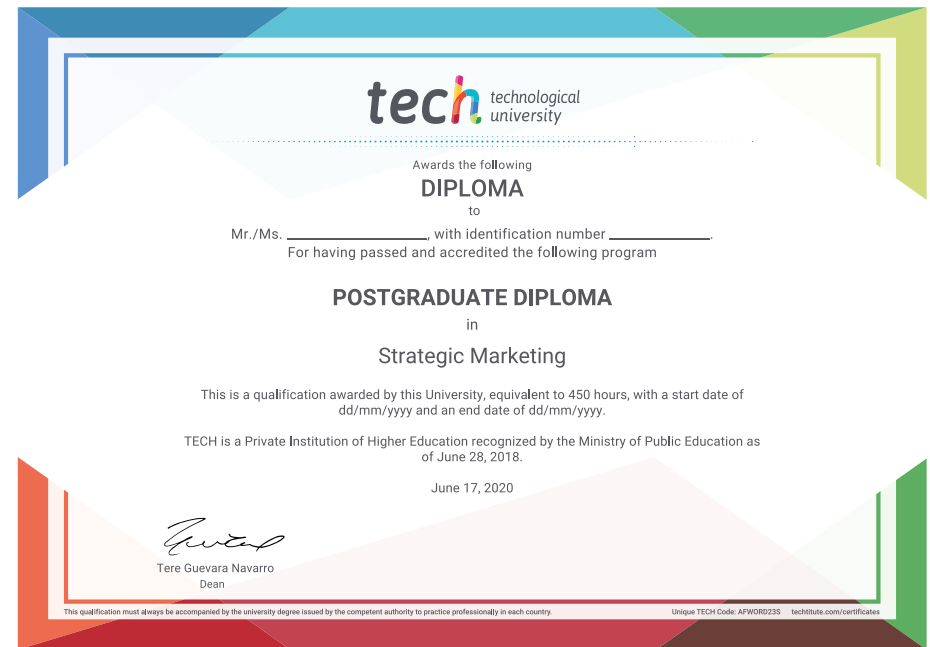 tech technological
university
Awards the following
DIPLOMA
to
Mr./Ms. ____________________, with identification number ______________.
For having passed and accredited the following program
POSTGRADUATE DIPLOMA
in
Strategic Marketing
This is a qualification awarded by this University, equivalent to 450 hours, with a start date of
dd/mm/yyyy and an end date of dd/mm/yyyy.
TECH is a Private Institution of Higher Education recognized by the Ministry of Public Education as
of June 28, 2018.
June 17, 2020
Tere Guevara Navarro
Dean
This qualification must always be accompanied by the university degree issued by the competent authority to practice professionally in each country. Unique TECH Code: AFWORD23S techtitute.com/certificates